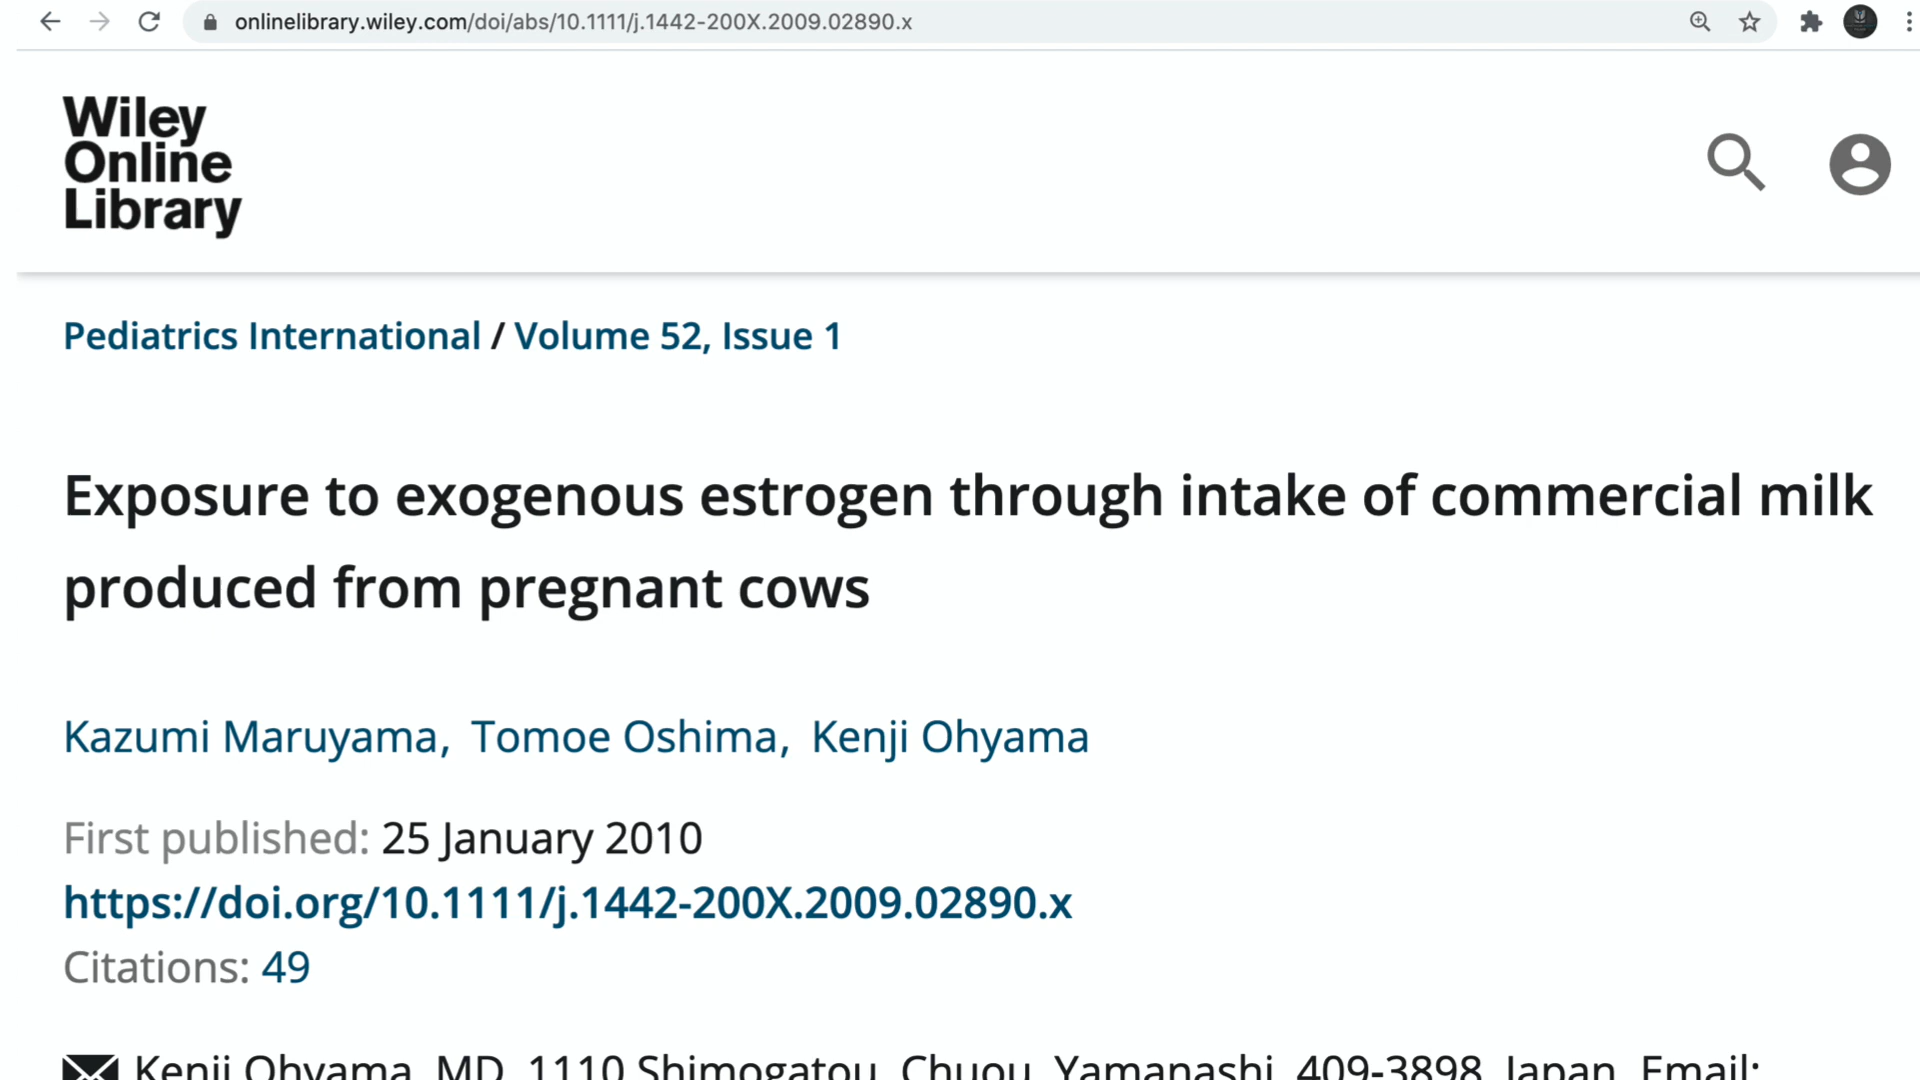 onlinelibrary.wiley.com/doi/abs/10.1111/j.1442-200X.2009.02890.x
Wiley
Online
Library
Pediatrics International / Volume 52, Issue 1
Exposure to exogenous estrogen through intake of commercial milk
produced from pregnant cows
Kazumi Maruyama, Tomoe Oshima, Kenji Ohyama
First published: 25 January 2010
https://doi.org/10.1111/j.1442-200X.2009.02890.x
Citations: 49
Kenji Ohyama, MD, 1110 Shimogatou, Chuou, Yamanashi, 409-3898, Japan. Email: